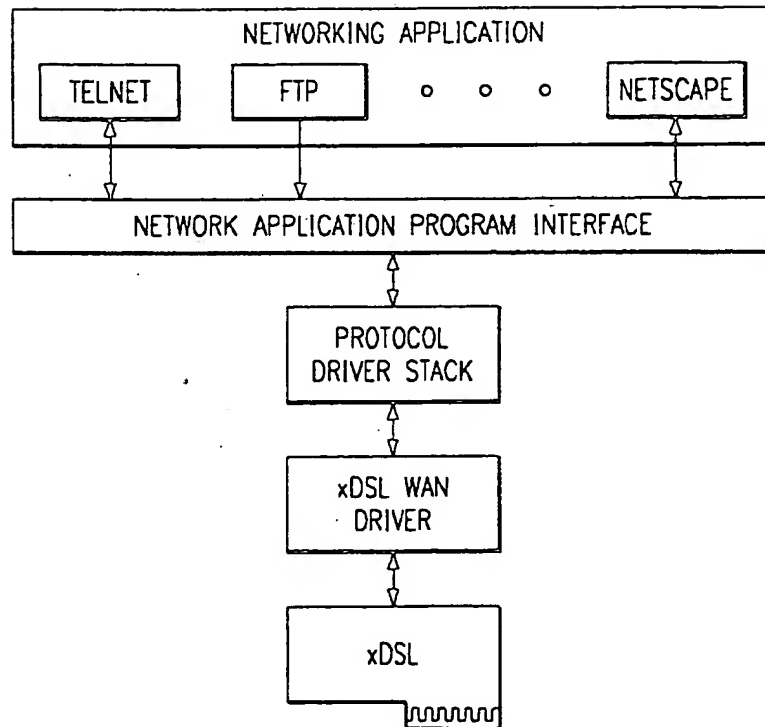 NETWORKING APPLICATION
TELNET
FTP
NETSCAPE
NETWORK APPLICATION PROGRAM INTERFACE
PROTOCOL
DRIVER STACK
xDSL WAN
DRIVER
xDSL